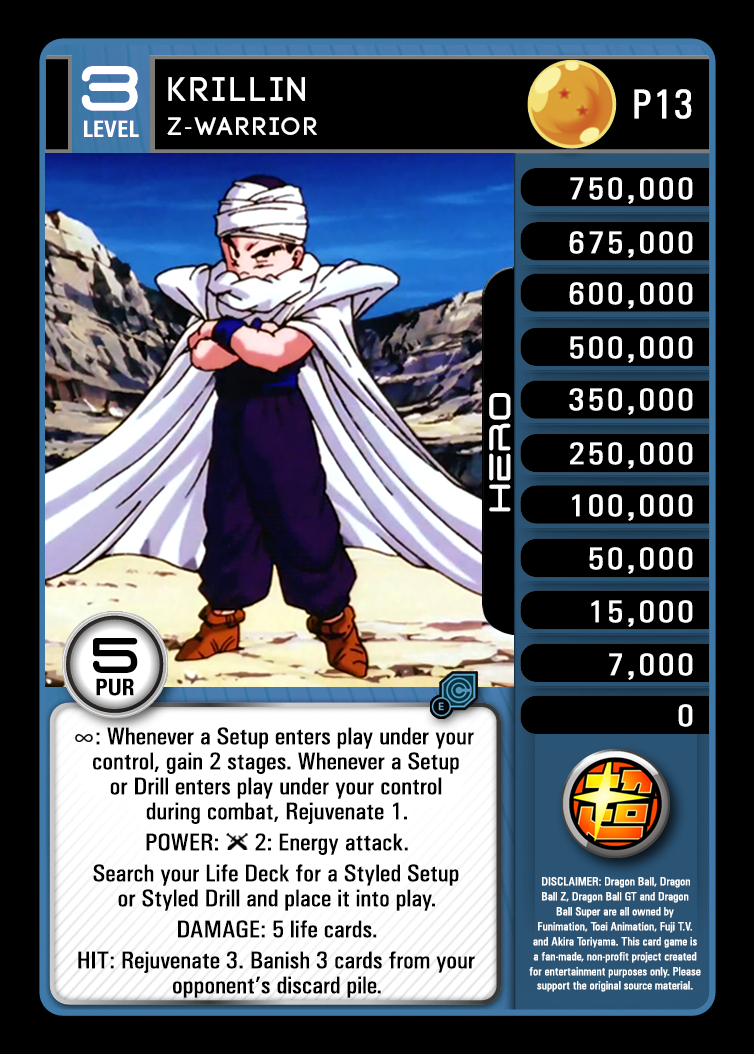 3
LEVEL
KRILLIN
Z-WARRIOR
P13
750,000
675,000
600,000
500,000
350,000
250,000
100,000
50,000
15,000
7,000
0
HERO
5
PUR
E
∞: Whenever a Setup enters play under your
control, gain 2 stages. Whenever a Setup
or Drill enters play under your control
during combat, Rejuvenate 1.
POWER: 2: Energy attack.
Search your Life Deck for a Styled Setup
or Styled Drill and place it into play.
DAMAGE: 5 life cards.
HIT: Rejuvenate 3. Banish 3 cards from your
opponent's discard pile.
超
DISCLAIMER: Dragon Ball, Dragon
Ball Z, Dragon Ball GT and Dragon
Ball Super are all owned by
Funimation, Toei Animation, Fuji T.V.
and Akira Toriyama. This card game is
a fan-made, non-profit project created
for entertainment purposes only. Please
support the original source material.